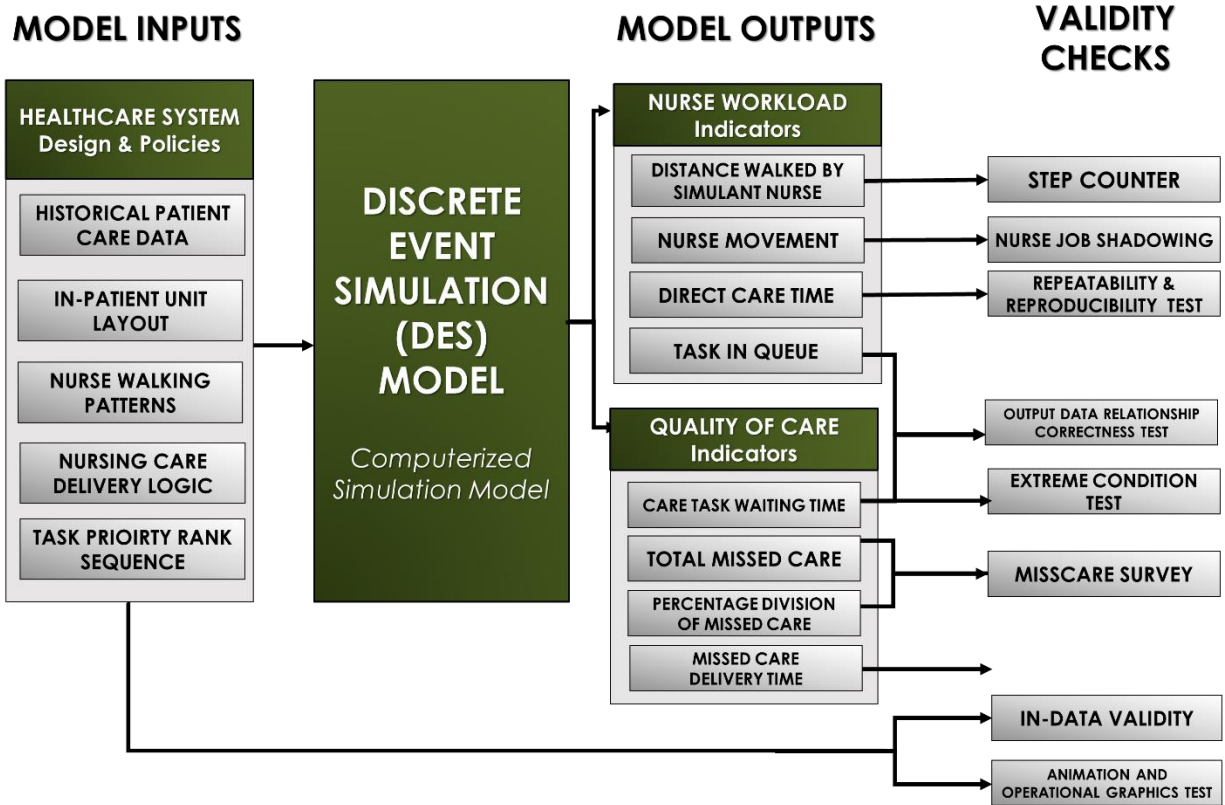 MODEL INPUTS
MODEL OUTPUTS
VALIDITY
CHECKS
HEALTHCARE SYSTEM
Design & Policies
HISTORICAL PATIENT
CARE DATA
IN-PATIENT UNIT
LAYOUT
NURSE WALKING
PATTERNS
NURSING CARE
DELIVERY LOGIC
TASK PRIOIRTY RANK
SEQUENCE
DISCRETE
EVENT
SIMULATION
(DES)
MODEL
Computerized
Simulation Model
NURSE WORKLOAD
Indicators
DISTANCE WALKED BY
SIMULANT NURSE
NURSE MOVEMENT
DIRECT CARE TIME
TASK IN QUEUE
QUALITY OF CARE
Indicators
CARE TASK WAITING TIME
TOTAL MISSED CARE
PERCENTAGE DIVISION
OF MISSED CARE
MISSED CARE
DELIVERY TIME
STEP COUNTER
NURSE JOB SHADOWING
REPEATABILITY &
REPRODUCIBILITY TEST
OUTPUT DATA RELATIONSHIP
CORRECTNESS TEST
EXTREME CONDITION
TEST
MISSCARE SURVEY
IN-DATA VALIDITY
ANIMATION AND
OPERATIONAL GRAPHICS TEST